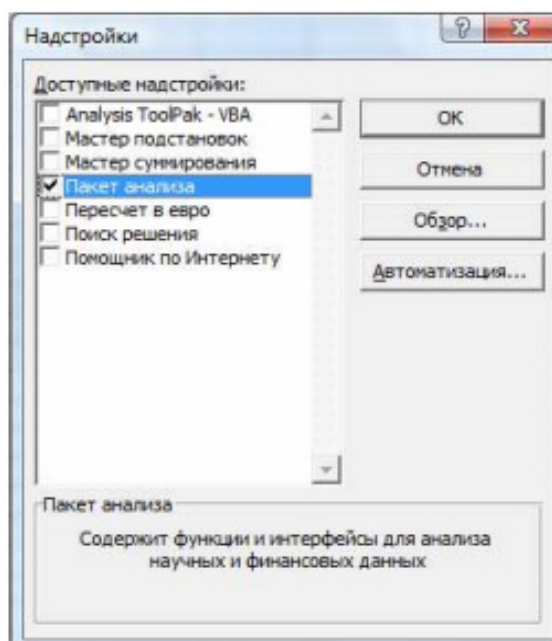 Надстройки
Доступные надстройки:
Analysis ToolPak - VBA
Мастер подстановок
Мастер суммирования
Пакет анализа
Пересчет в евро
Поиск решения
Помощник по Интернету
ОК
Отмена
Обзор...
Автоматизация...
Пакет анализа
Содержит функции и интерфейсы для анализа
научных и финансовых данных